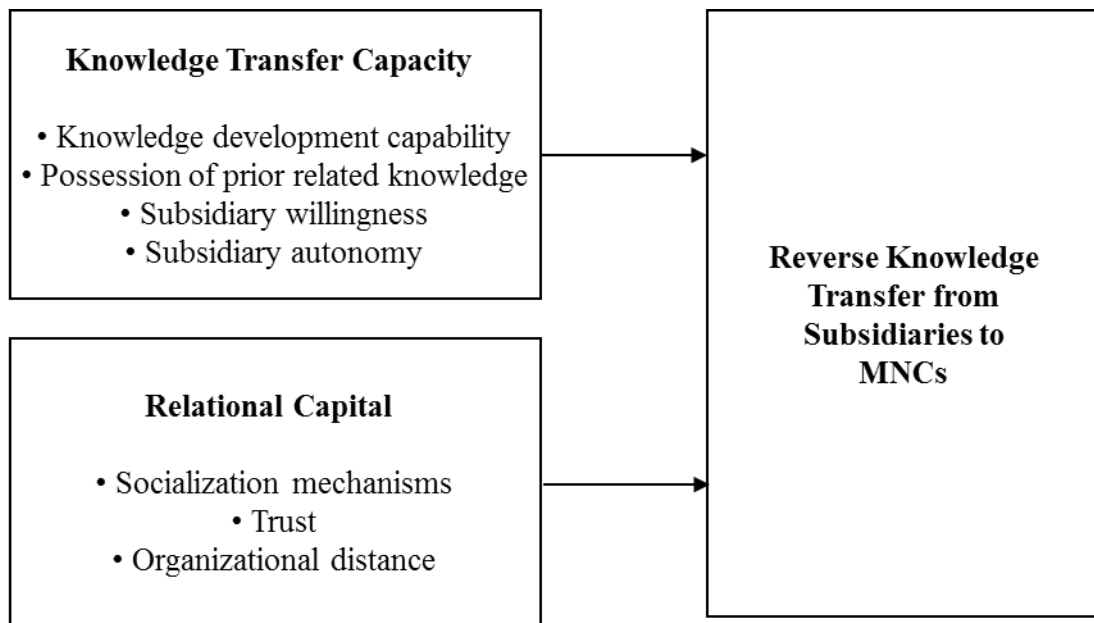 Knowledge Transfer Capacity
• Knowledge development capability
• Possession of prior related knowledge
• Subsidiary willingness
• Subsidiary autonomy
Relational Capital
• Socialization mechanisms
• Trust
• Organizational distance
Reverse Knowledge
Transfer from
Subsidiaries to
MNCs